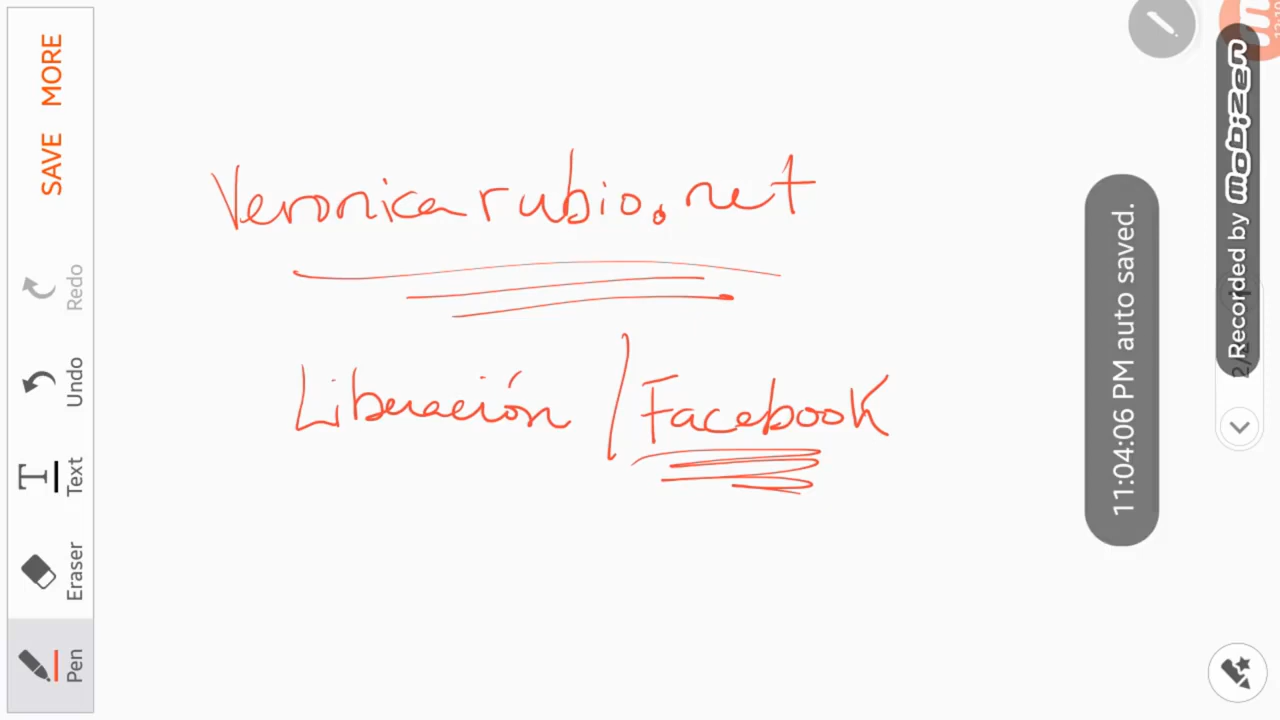 SAVE MORE
Veronicarubio.net
Liberación / Facebook
Redo
Undo
Text
Eraser
Pen
11:04:06 PM auto saved.
Recorded by mobizen